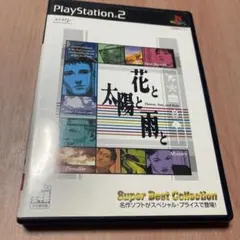 PlayStation.2
花と
太陽と
雨と
Flower, Sun, and Rain
Super Best Collection
名作ソフトがスペシャル・プライスで登場!